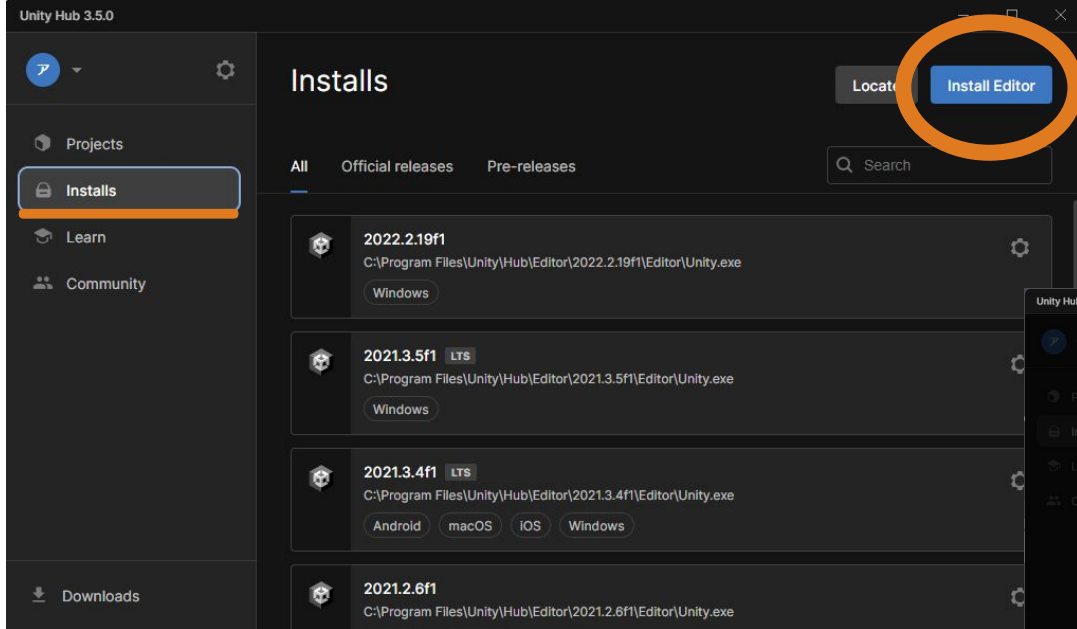 Unity Hub 3.5.0
Installs
Locate
Install Editor
Projects
Installs
Learn
Community
Downloads
All Official releases Pre-releases
Search
2022.2.19f1
C:\Program Files\Unity\Hub\Editor\2022.2.19f1\Editor\Unity.exe
Windows
2021.3.5f1 LTS
C:\Program Files\Unity\Hub\Editor\2021.3.5f1\Editor\Unity.exe
Windows
2021.3.4f1 LTS
C:\Program Files\Unity\Hub\Editor\2021.3.4f1\Editor\Unity.exe
Android macOS iOS Windows
2021.2.6f1
C:\Program Files\Unity\Hub\Editor\2021.2.6f1\Editor\Unity.exe
Unity Hub